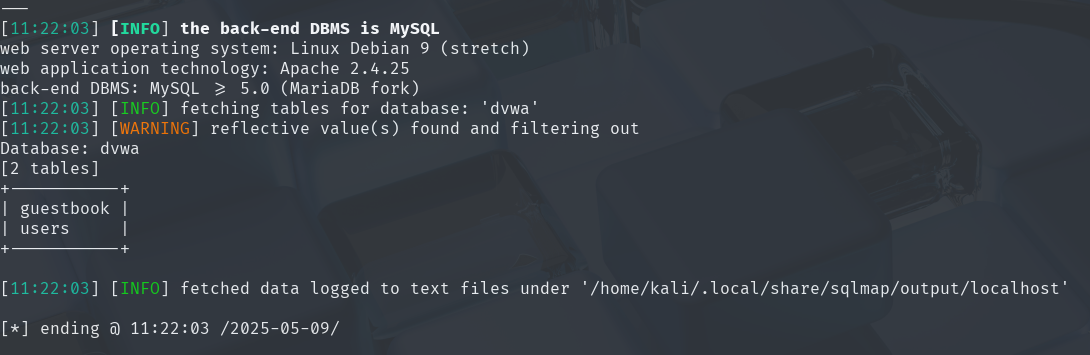 ---
[11:22:03] [INFO] the back-end DBMS is MySQL
web server operating system: Linux Debian 9 (stretch)
web application technology: Apache 2.4.25
back-end DBMS: MySQL >= 5.0 (MariaDB fork)
[11:22:03] [INFO] fetching tables for database: 'dvwa'
[11:22:03] [WARNING] reflective value(s) found and filtering out
Database: dvwa
[2 tables]
+-----------+
| guestbook |
| users     |
+-----------+
[11:22:03] [INFO] fetched data logged to text files under '/home/kali/.local/share/sqlmap/output/localhost'
[*] ending @ 11:22:03 /2025-05-09/